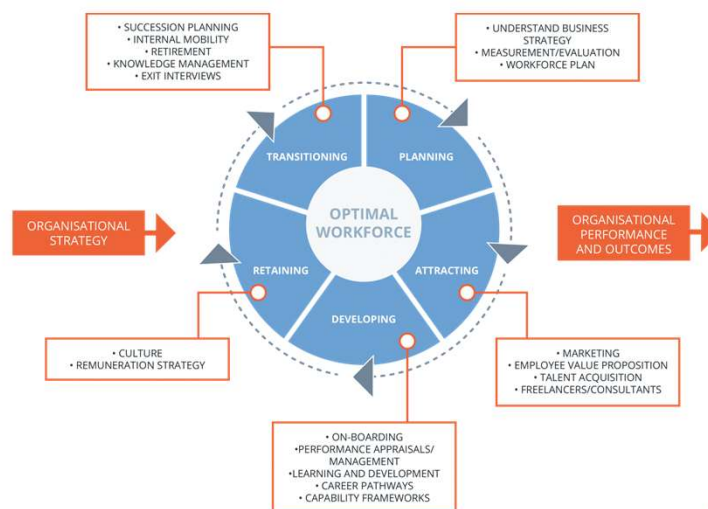 • SUCCESSION PLANNING
• INTERNAL MOBILITY
• RETIREMENT
• KNOWLEDGE MANAGEMENT
• EXIT INTERVIEWS
• UNDERSTAND BUSINESS
STRATEGY
• MEASUREMENT/EVALUATION
• WORKFORCE PLAN
TRANSITIONING
PLANNING
OPTIMAL
WORKFORCE
ORGANISATIONAL
STRATEGY
ORGANISATIONAL
PERFORMANCE
AND OUTCOMES
RETAINING
ATTRACTING
DEVELOPING
• CULTURE
• REMUNERATION STRATEGY
• MARKETING
• EMPLOYEE VALUE PROPOSITION
• TALENT ACQUISITION
• FREELANCERS/CONSULTANTS
• ON-BOARDING
•PERFORMANCE APPRAISALS/
MANAGEMENT
•LEARNING AND DEVELOPMENT
• CAREER PATHWAYS
• CAPABILITY FRAMEWORKS